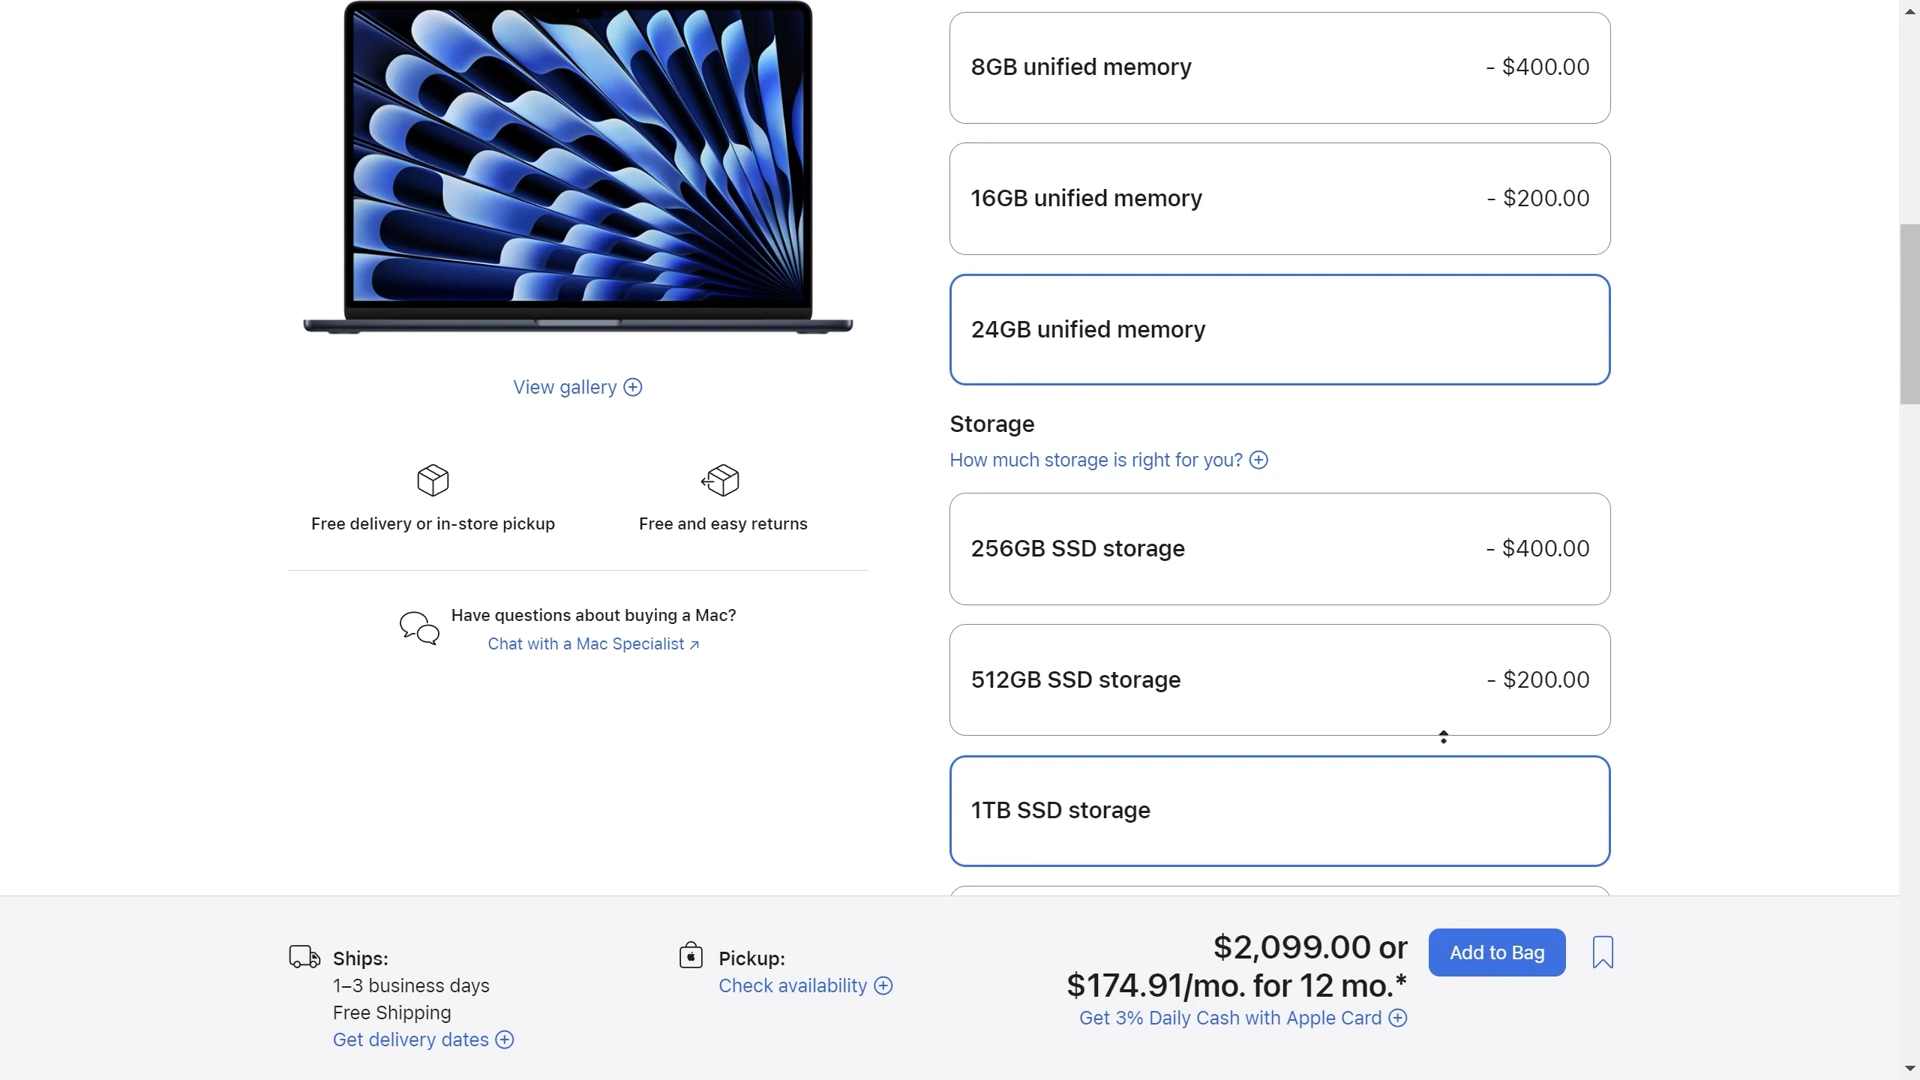 8GB unified memory - $400.00
16GB unified memory - $200.00
24GB unified memory
View gallery
Storage
How much storage is right for you?
Free delivery or in-store pickup
Free and easy returns
256GB SSD storage - $400.00
Have questions about buying a Mac?
Chat with a Mac Specialist ↗
512GB SSD storage - $200.00
1TB SSD storage
Ships:
1–3 business days
Free Shipping
Get delivery dates
Pickup:
Check availability
$2,099.00 or
$174.91/mo. for 12 mo.*
Get 3% Daily Cash with Apple Card
Add to Bag